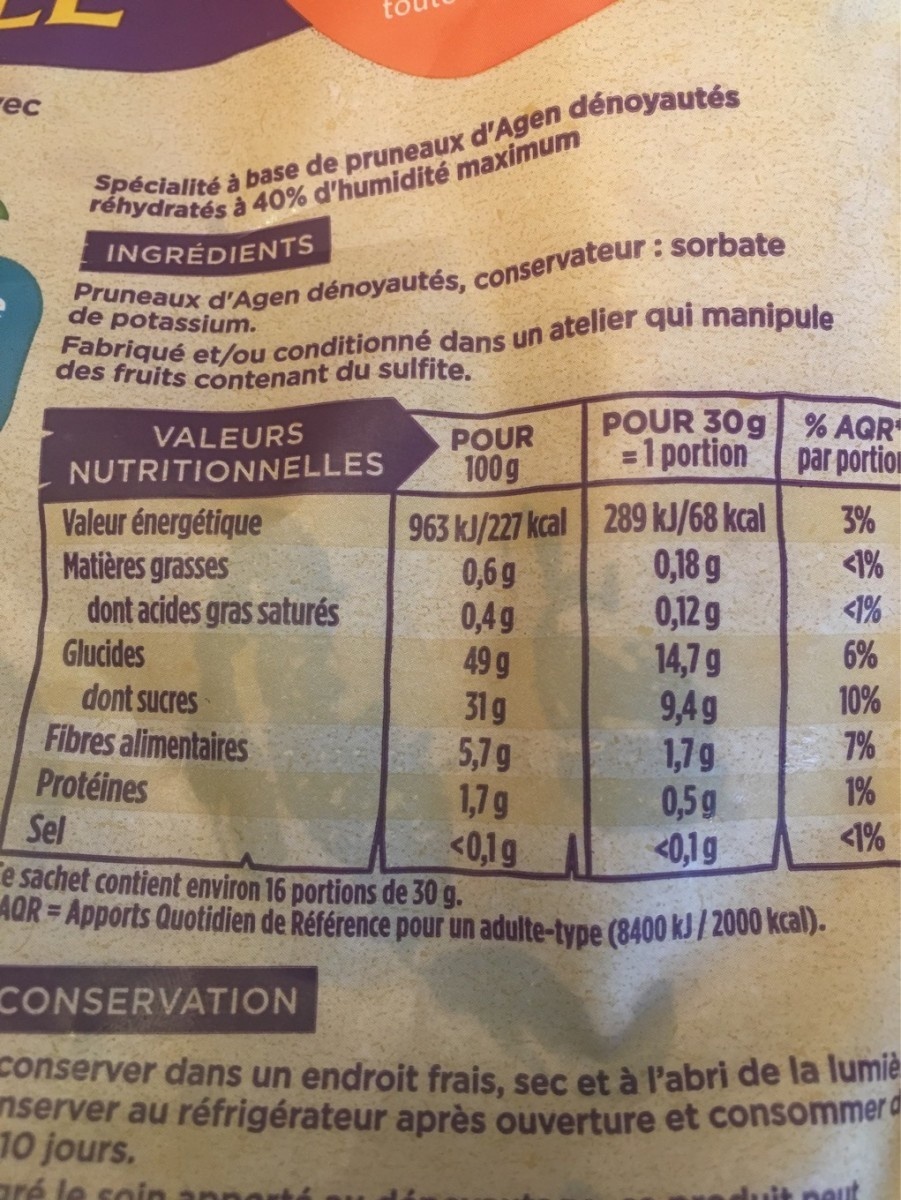 tout
Spécialité à base de pruneaux d'Agen dénoyautés
réhydratés à 40% d'humidité maximum
INGRÉDIENTS
Pruneaux d'Agen dénoyautés, conservateur : sorbate
de potassium.
Fabriqué et/ou conditionné dans un atelier qui manipule
des fruits contenant du sulfite.
VALEURS NUTRITIONNELLES POUR 100 g POUR 30 g = 1 portion % AQR* par portion
Valeur énergétique 963 kJ/227 kcal 289 kJ/68 kcal 3%
Matières grasses 0,6 g 0,18 g <1%
dont acides gras saturés 0,4 g 0,12 g <1%
Glucides 49 g 14,7 g 6%
dont sucres 31 g 9,4 g 10%
Fibres alimentaires 5,7 g 1,7 g 7%
Protéines 1,7 g 0,5 g 1%
Sel <0,1 g <0,1 g <1%
e sachet contient environ 16 portions de 30 g.
AQR = Apports Quotidien de Référence pour un adulte-type (8400 kJ / 2000 kcal).
CONSERVATION
conserver dans un endroit frais, sec et à l'abri de la lumiè
nserver au réfrigérateur après ouverture et consommer d
10 jours.